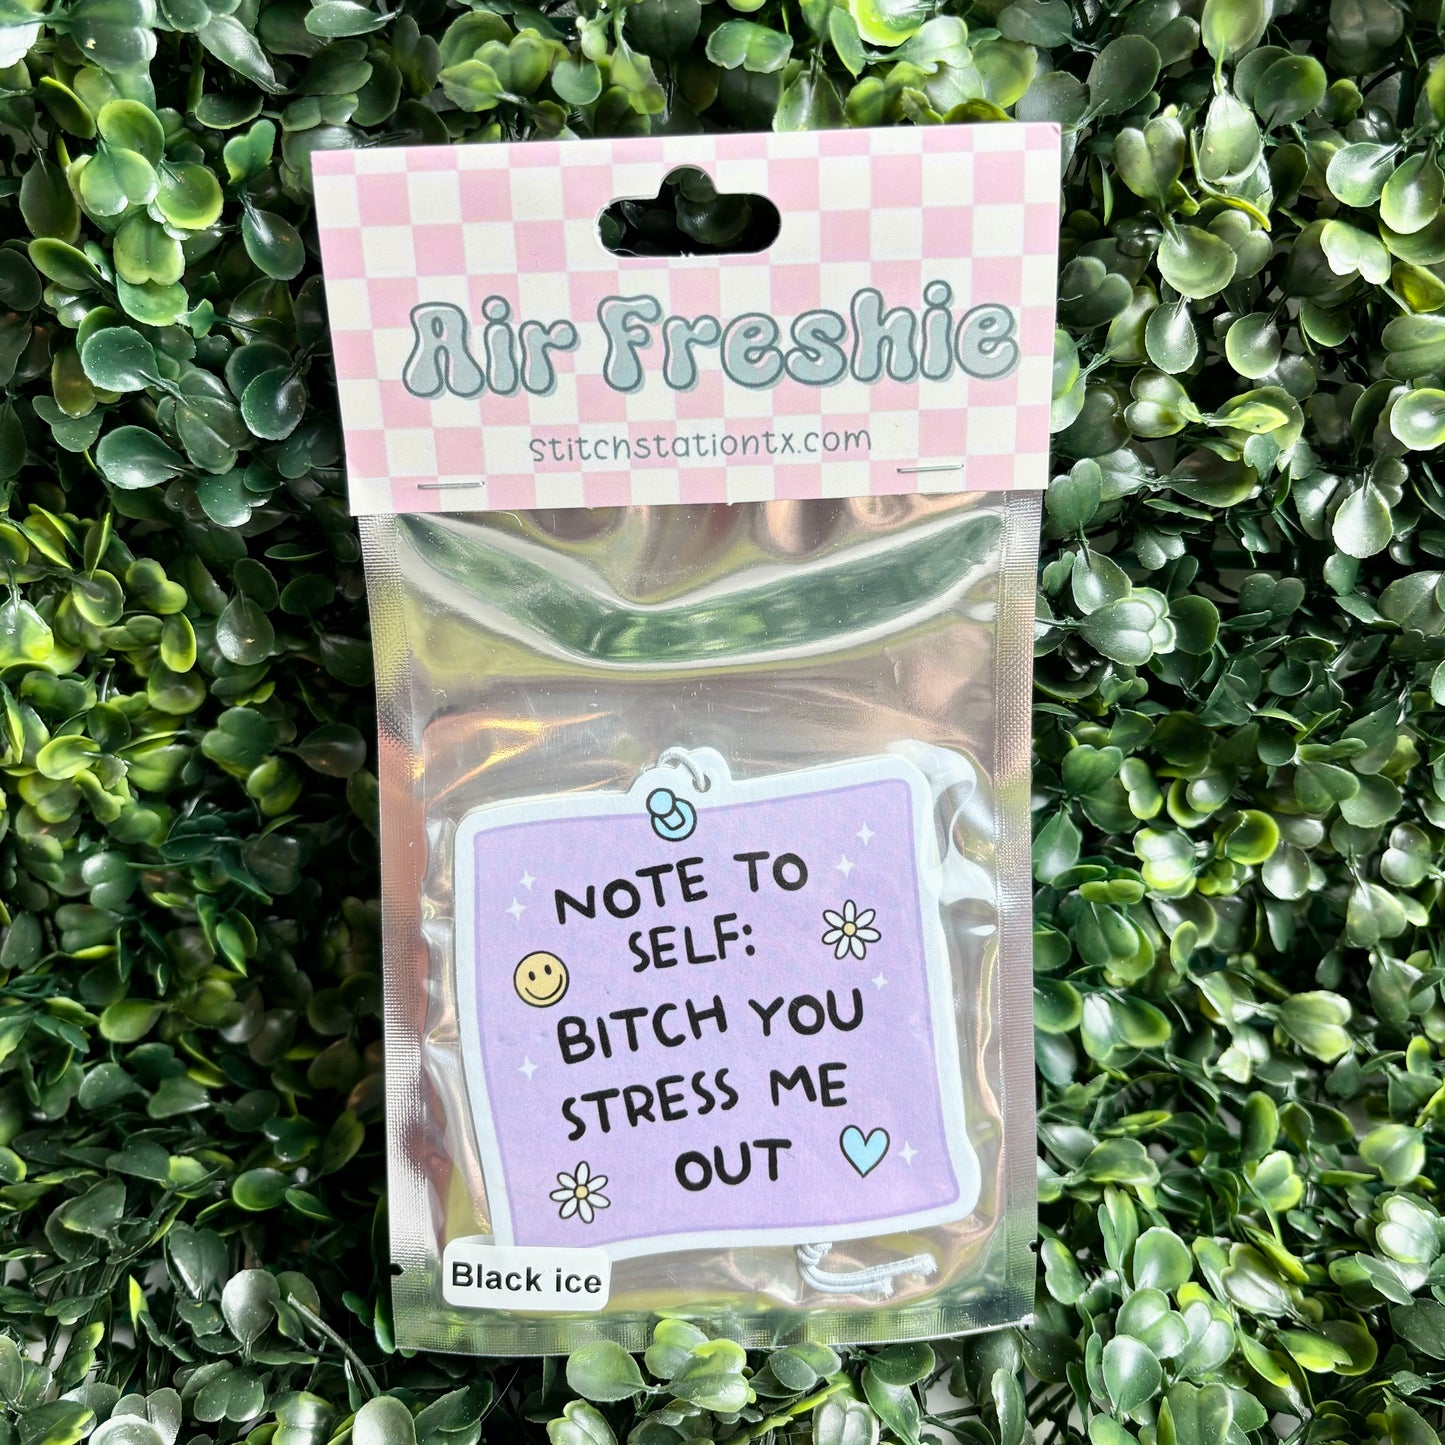 Air Freshie
stitchstationtx.com
NOTE TO
SELF:
BITCH YOU
STRESS ME
OUT
Black ice